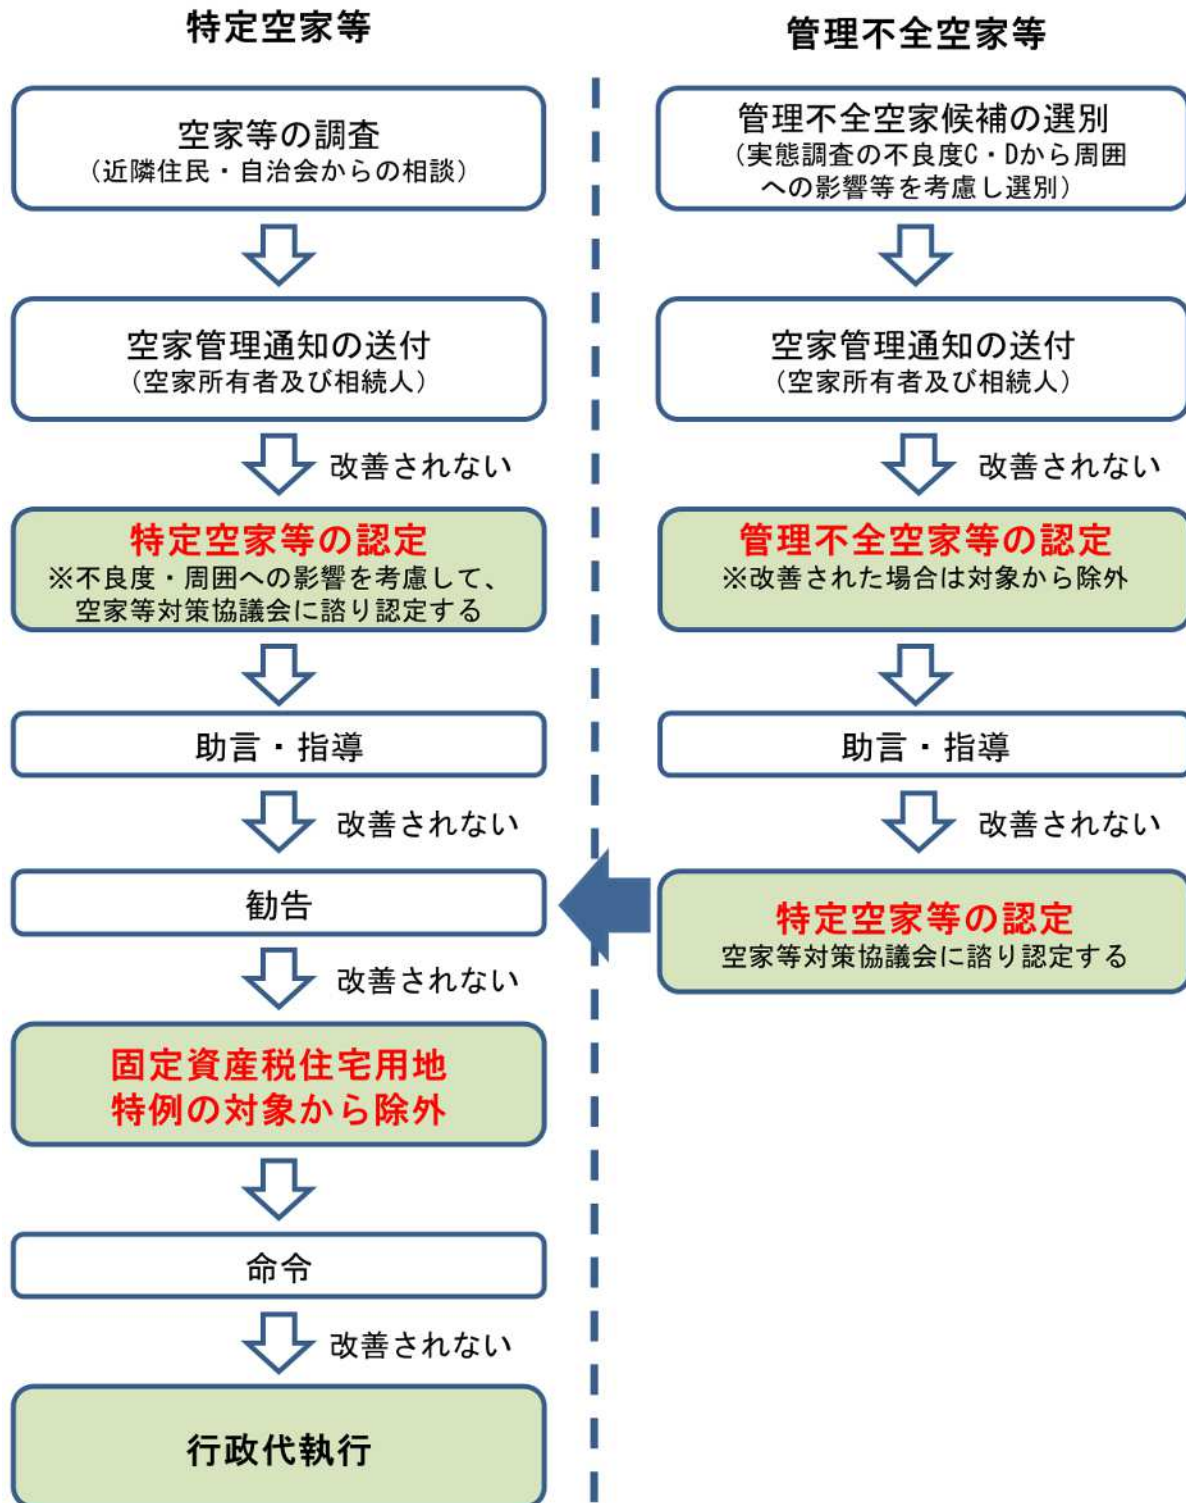 特定空家等
空家等の調査
（近隣住民・自治会からの相談）
空家管理通知の送付
（空家所有者及び相続人）
改善されない
特定空家等の認定
※不良度・周囲への影響を考慮して、
空家等対策協議会に諮り認定する
助言・指導
改善されない
勧告
改善されない
固定資産税住宅用地
特例の対象から除外
命令
改善されない
行政代執行
管理不全空家等
管理不全空家候補の選別
（実態調査の不良度C・Dから周囲
への影響等を考慮し選別）
空家管理通知の送付
（空家所有者及び相続人）
改善されない
管理不全空家等の認定
※改善された場合は対象から除外
助言・指導
改善されない
特定空家等の認定
空家等対策協議会に諮り認定する